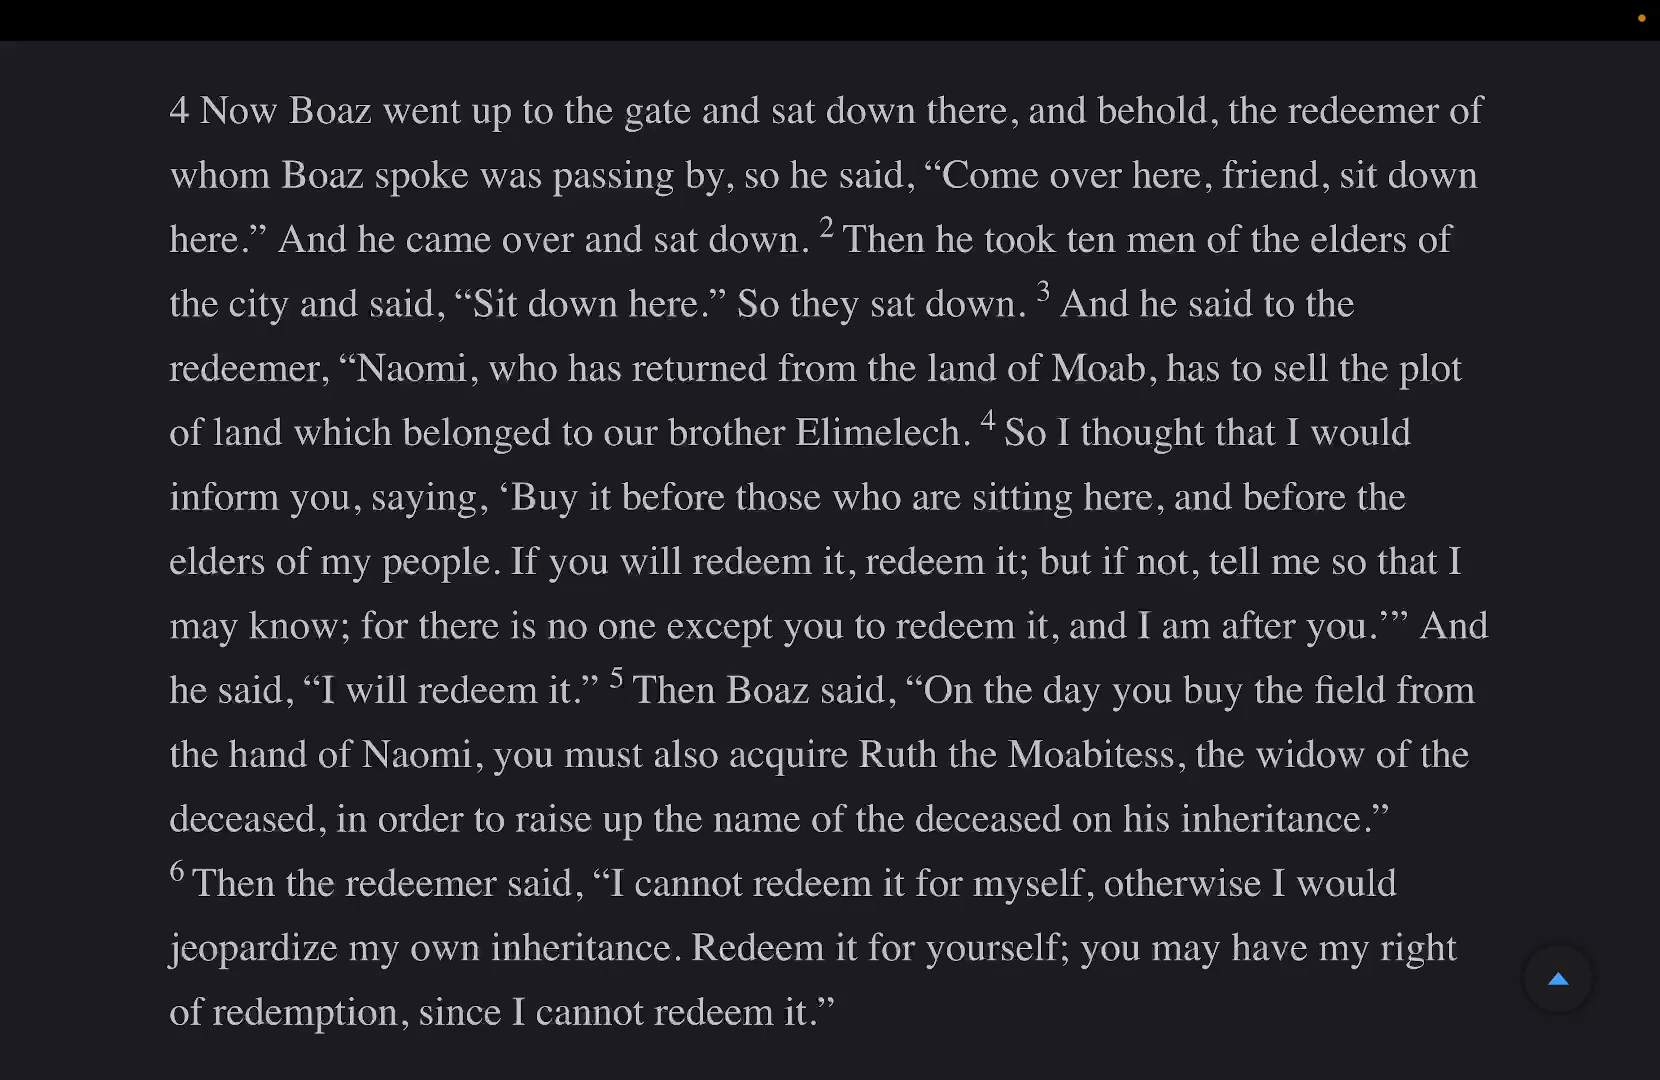 4 Now Boaz went up to the gate and sat down there, and behold, the redeemer of
whom Boaz spoke was passing by, so he said, “Come over here, friend, sit down
here.” And he came over and sat down. 2 Then he took ten men of the elders of
the city and said, “Sit down here.” So they sat down. 3 And he said to the
redeemer, “Naomi, who has returned from the land of Moab, has to sell the plot
of land which belonged to our brother Elimelech. 4 So I thought that I would
inform you, saying, ‘Buy it before those who are sitting here, and before the
elders of my people. If you will redeem it, redeem it; but if not, tell me so that I
may know; for there is no one except you to redeem it, and I am after you.’” And
he said, “I will redeem it.” 5 Then Boaz said, “On the day you buy the field from
the hand of Naomi, you must also acquire Ruth the Moabitess, the widow of the
deceased, in order to raise up the name of the deceased on his inheritance.”
6 Then the redeemer said, “I cannot redeem it for myself, otherwise I would
jeopardize my own inheritance. Redeem it for yourself; you may have my right
of redemption, since I cannot redeem it.”